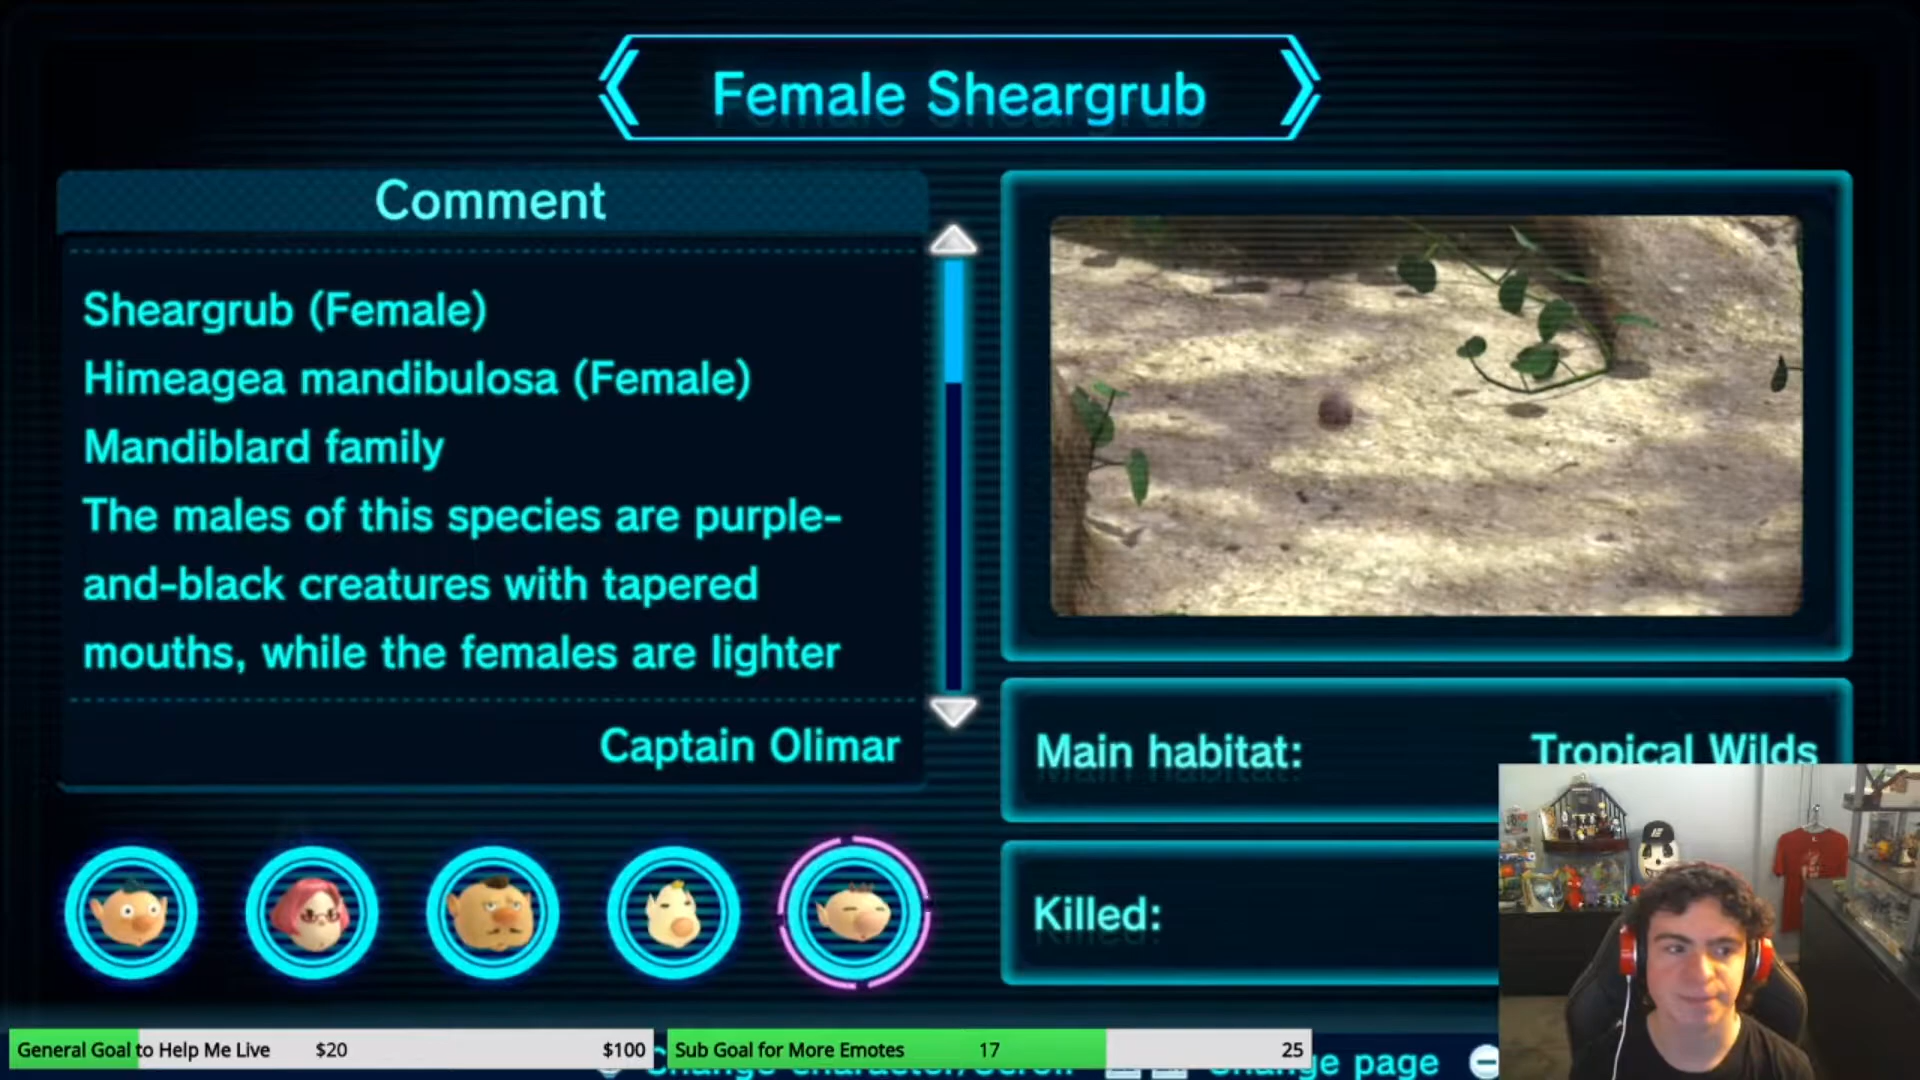 Female Sheargrub
Comment
Sheargrub (Female)
Himeagea mandibulosa (Female)
Mandiblard family
The males of this species are purple-
and-black creatures with tapered
mouths, while the females are lighter
Captain Olimar
Main habitat: Tropical Wilds
Killed:
General Goal to Help Me Live $20 $100
Sub Goal for More Emotes 17 25
page